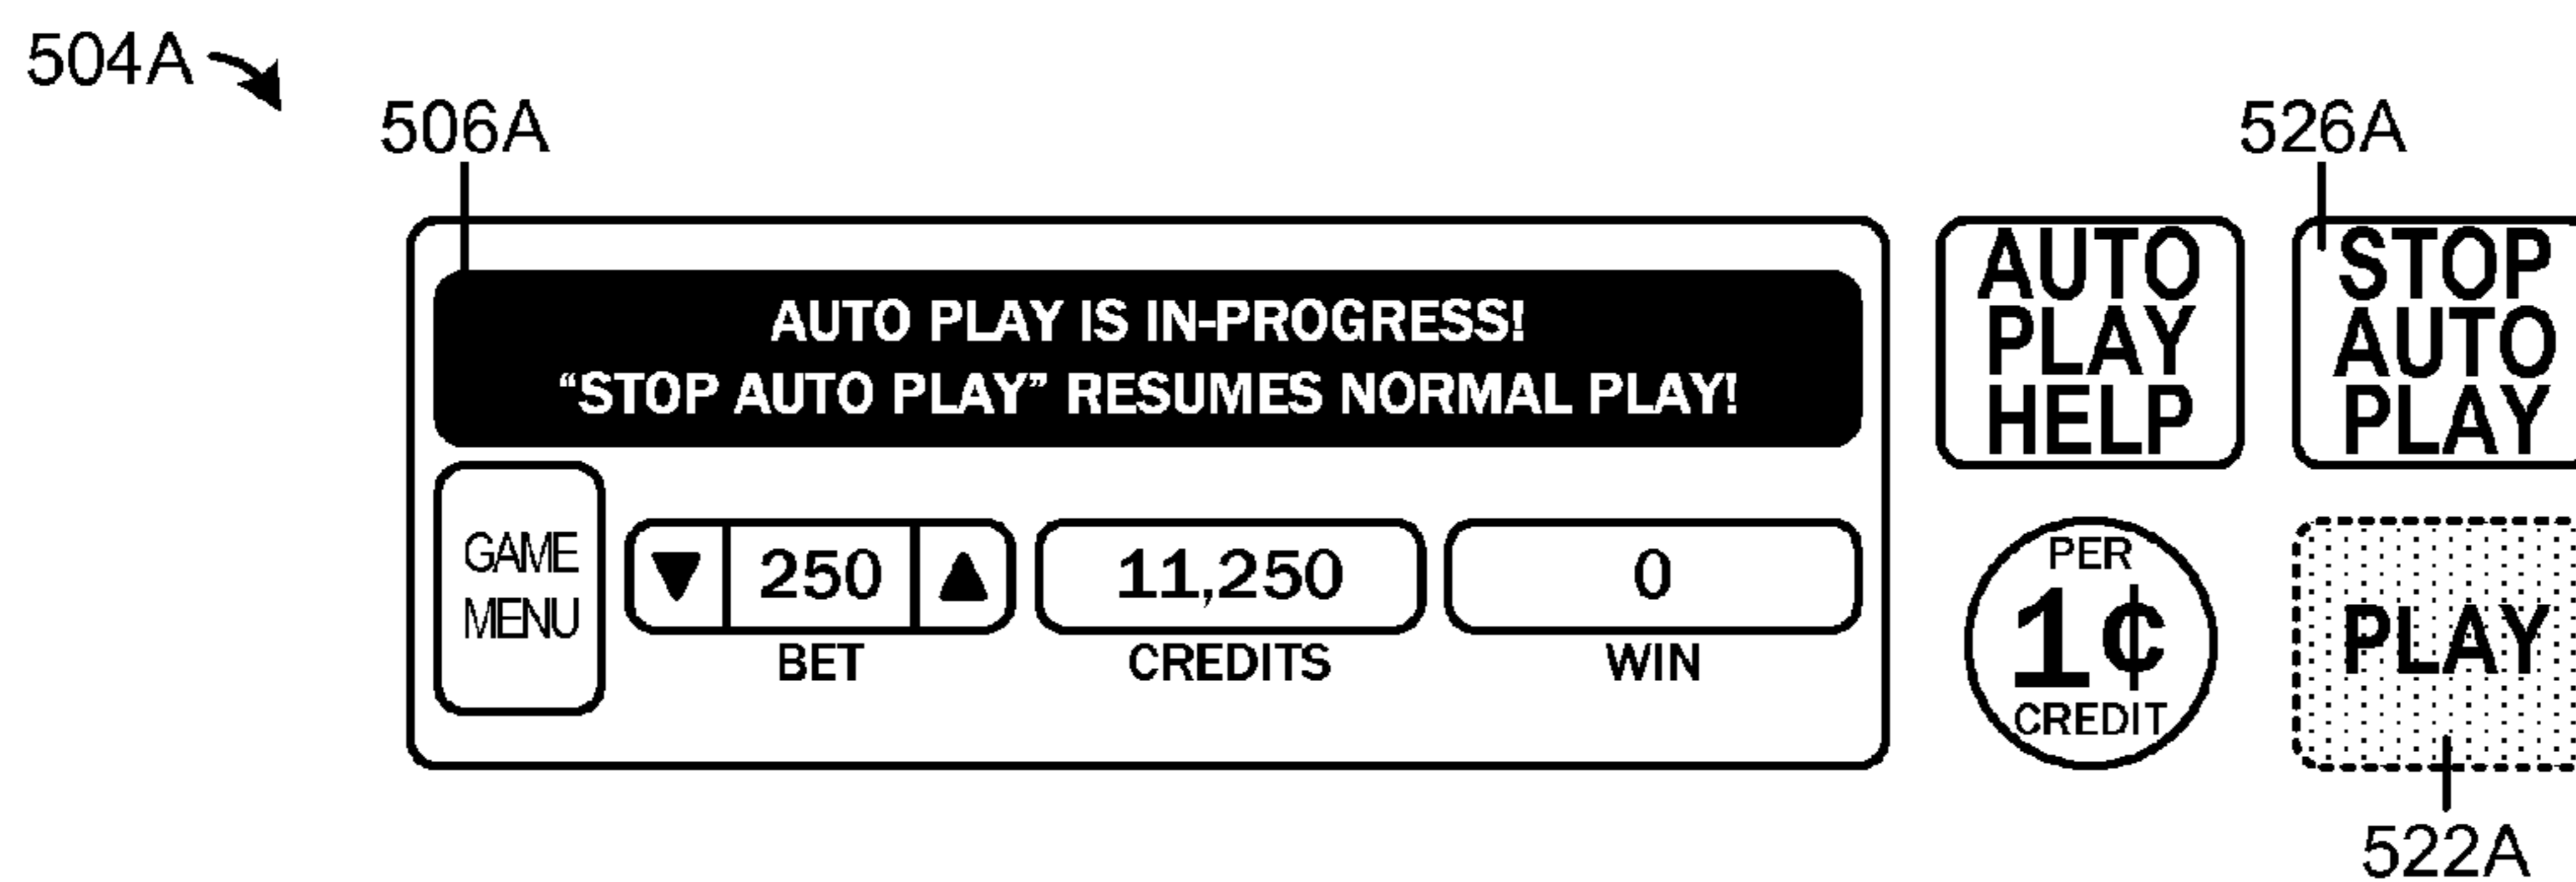 504A
506A
526A
AUTO PLAY IS IN-PROGRESS!
“STOP AUTO PLAY” RESUMES NORMAL PLAY!
AUTO
PLAY
HELP
STOP
AUTO
PLAY
GAME
MENU
250
BET
11,250
CREDITS
0
WIN
PER
1¢
CREDIT
PLAY
522A